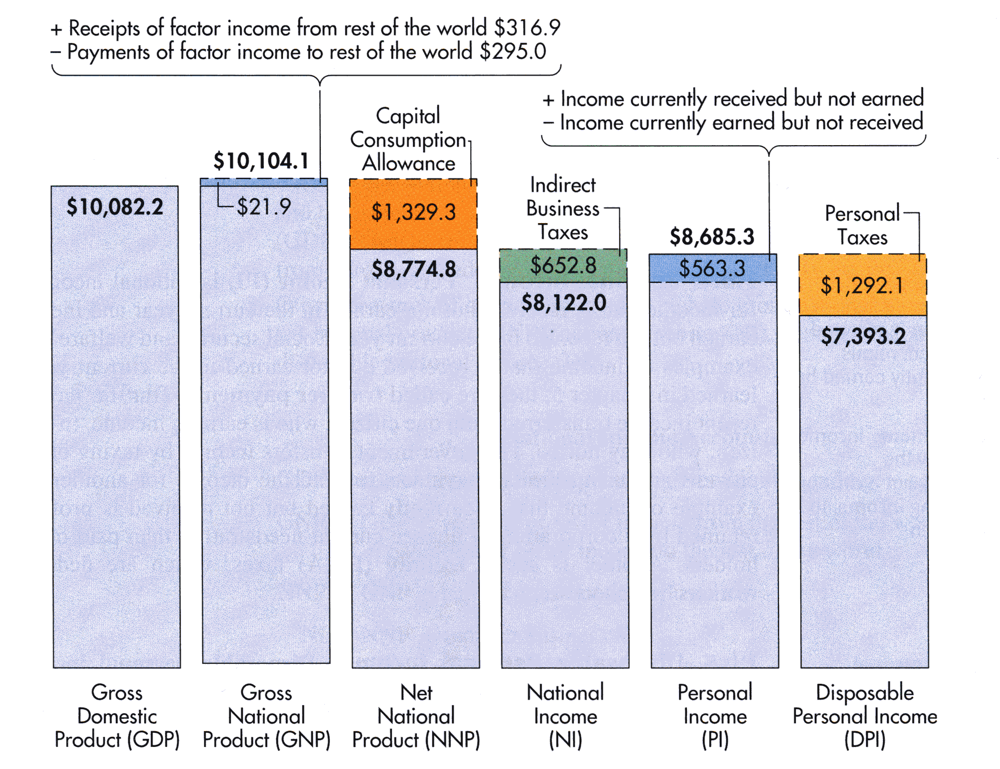 + Receipts of factor income from rest of the world $316.9
– Payments of factor income to rest of the world $295.0
+ Income currently received but not earned
– Income currently earned but not received
Capital
Consumption
Allowance
$10,104.1
Indirect
Business
Taxes
Personal
Taxes
$10,082.2
$21.9
$1,329.3
$8,774.8
$652.8
$8,122.0
$8,685.3
$563.3
$1,292.1
$7,393.2
Gross
Domestic
Product (GDP)
Gross
National
Product (GNP)
Net
National
Product (NNP)
National
Income
(NI)
Personal
Income
(PI)
Disposable
Personal Income
(DPI)